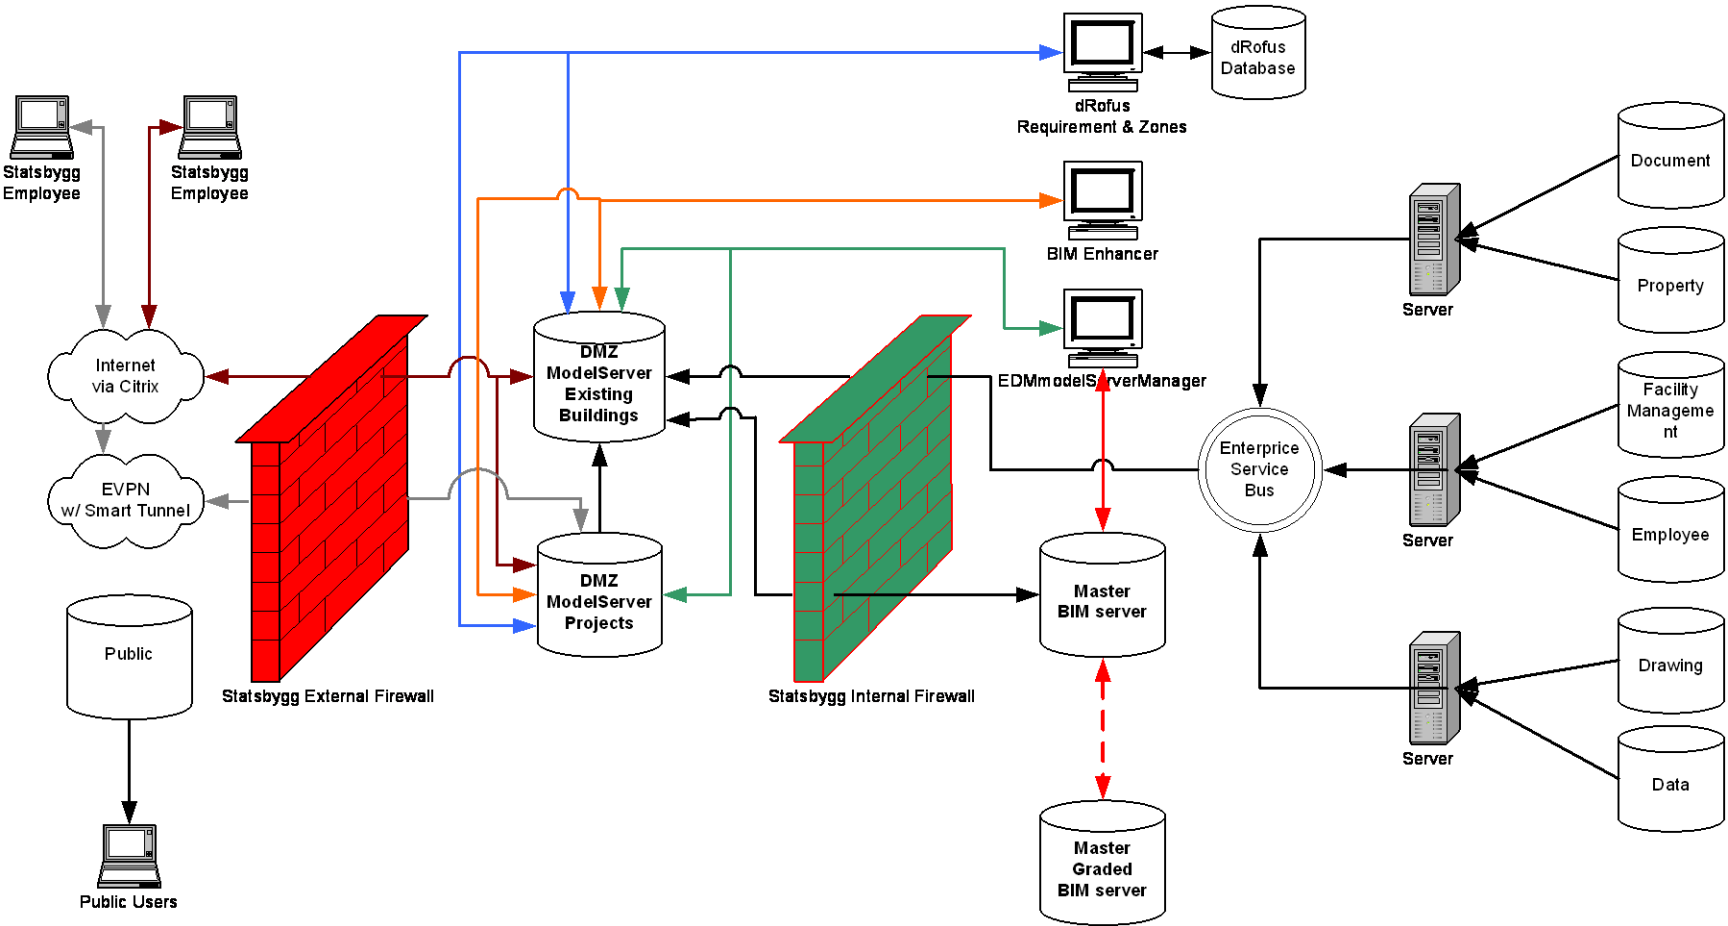 dRofus
Database
dRofus
Requirement & Zones
Statsbygg
Employee
Statsbygg
Employee
BIM Enhancer
EDMmodelServerManager
Internet
via Citrix
EVPN
w/ Smart Tunnel
Public
Public Users
Statsbygg External Firewall
DMZ
ModelServer
Existing
Buildings
DMZ
ModelServer
Projects
Statsbygg Internal Firewall
Master
BIM server
Master
Graded
BIM server
Enterprice
Service
Bus
Server
Server
Server
Document
Property
Facility
Manageme
nt
Employee
Drawing
Data